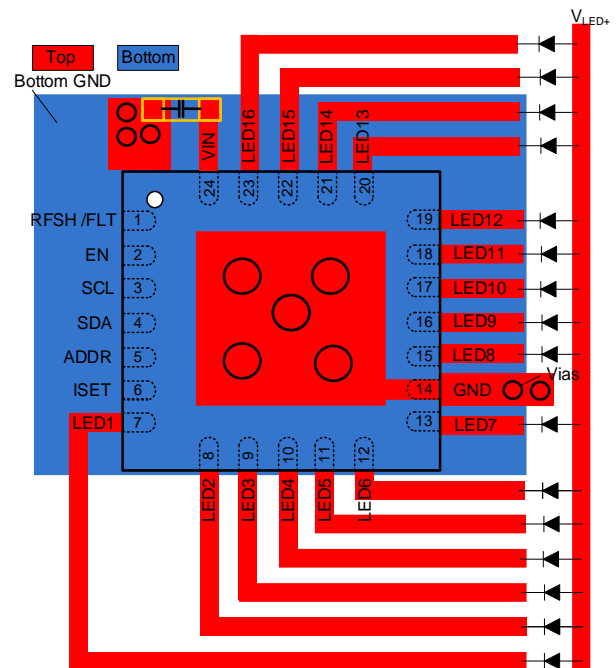 V LED+
Top
Bottom
Bottom GND
VIN
LED16
LED15
LED14
LED13
24
23
22
21
20
RFSH /FLT
1
19
LED12
EN
2
18
LED11
SCL
3
17
LED10
SDA
4
16
LED9
ADDR
5
15
LED8
ISET
6
14
GND
Vias
LED1
7
13
LED7
8
9
10
11
12
LED2
LED3
LED4
LED5
LED6